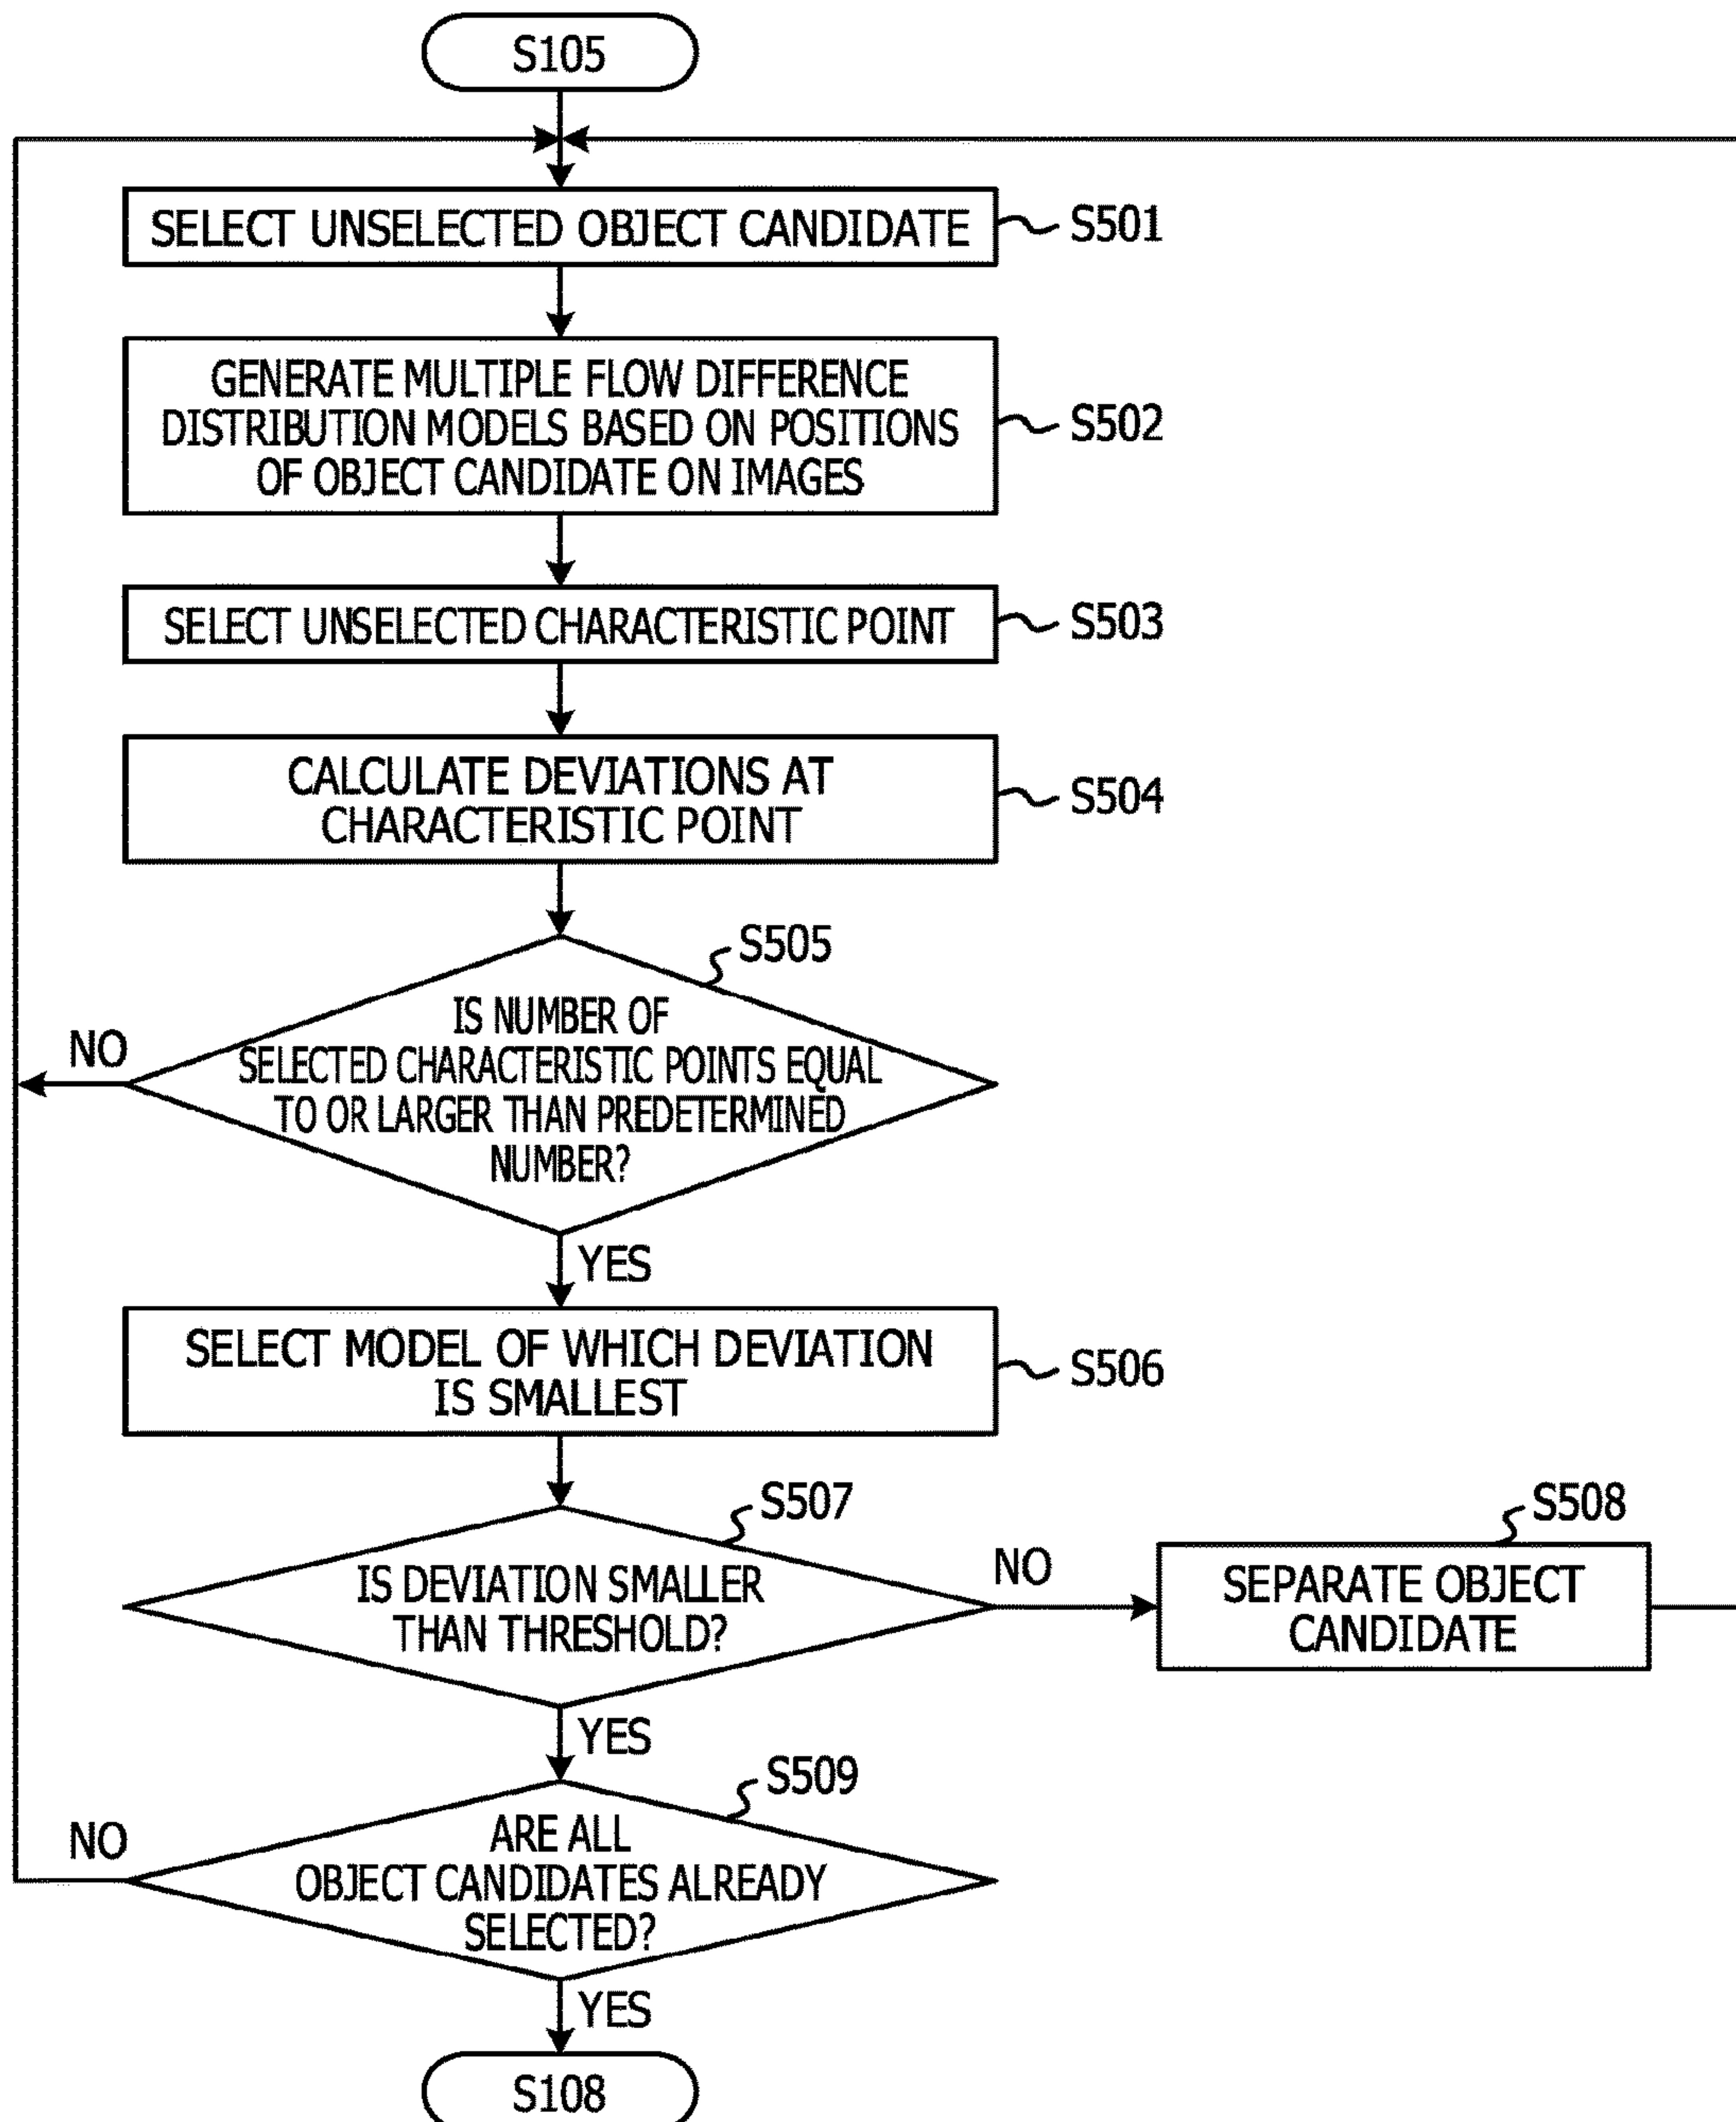 S105
SELECT UNSELECTED OBJECT CANDIDATE
S501
GENERATE MULTIPLE FLOW DIFFERENCE
DISTRIBUTION MODELS BASED ON POSITIONS
OF OBJECT CANDIDATE ON IMAGES
S502
SELECT UNSELECTED CHARACTERISTIC POINT
S503
CALCULATE DEVIATIONS AT
CHARACTERISTIC POINT
S504
S505
IS NUMBER OF
SELECTED CHARACTERISTIC POINTS EQUAL
TO OR LARGER THAN PREDETERMINED
NUMBER?
NO
YES
SELECT MODEL OF WHICH DEVIATION
IS SMALLEST
S506
S507
IS DEVIATION SMALLER
THAN THRESHOLD?
NO
S508
SEPARATE OBJECT
CANDIDATE
YES
S509
ARE ALL
OBJECT CANDIDATES ALREADY
SELECTED?
NO
YES
S108